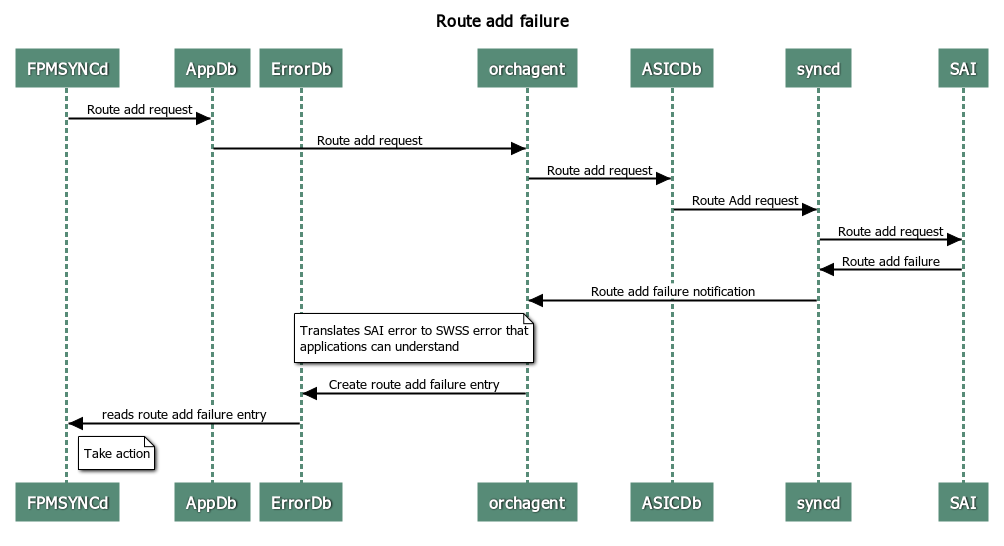 Route add failure
FPMSYNCd
AppDb
ErrorDb
orchagent
ASICDb
syncd
SAI
Route add request
Route add request
Route add request
Route Add request
Route add request
Route add failure
Route add failure notification
Translates SAI error to SWSS error that
applications can understand
Create route add failure entry
reads route add failure entry
Take action
FPMSYNCd
AppDb
ErrorDb
orchagent
ASICDb
syncd
SAI